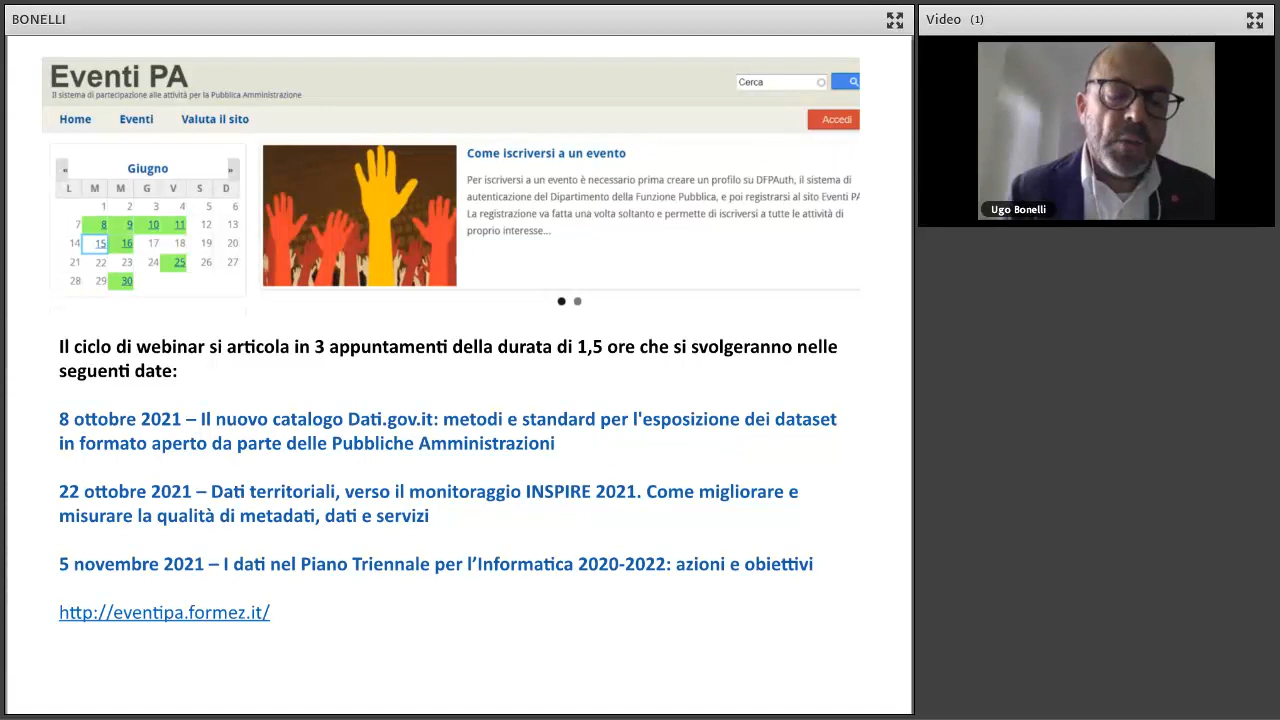 BONELLI
Video (1)
Eventi PA
Il sistema di partecipazione alle attività per la Pubblica Amministrazione
Cerca
Home Eventi Valuta il sito
Accedi
« Giugno »
L M M G V S D
1 2 3 4 5 6
7 8 9 10 11 12 13
14 15 16 17 18 19 20
21 22 23 24 25 26 27
28 29 30
Come iscriversi a un evento
Per iscriversi a un evento è necessario prima creare un profilo su DFPAuth, il sistema di
autenticazione del Dipartimento della Funzione Pubblica, e poi registrarsi al sito Eventi PA
La registrazione va fatta una volta soltanto e permette di iscriversi a tutte le attività di
proprio interesse...
Ugo Bonelli
Il ciclo di webinar si articola in 3 appuntamenti della durata di 1,5 ore che si svolgeranno nelle
seguenti date:
8 ottobre 2021 – Il nuovo catalogo Dati.gov.it: metodi e standard per l'esposizione dei dataset
in formato aperto da parte delle Pubbliche Amministrazioni
22 ottobre 2021 – Dati territoriali, verso il monitoraggio INSPIRE 2021. Come migliorare e
misurare la qualità di metadati, dati e servizi
5 novembre 2021 – I dati nel Piano Triennale per l’Informatica 2020-2022: azioni e obiettivi
http://eventipa.formez.it/